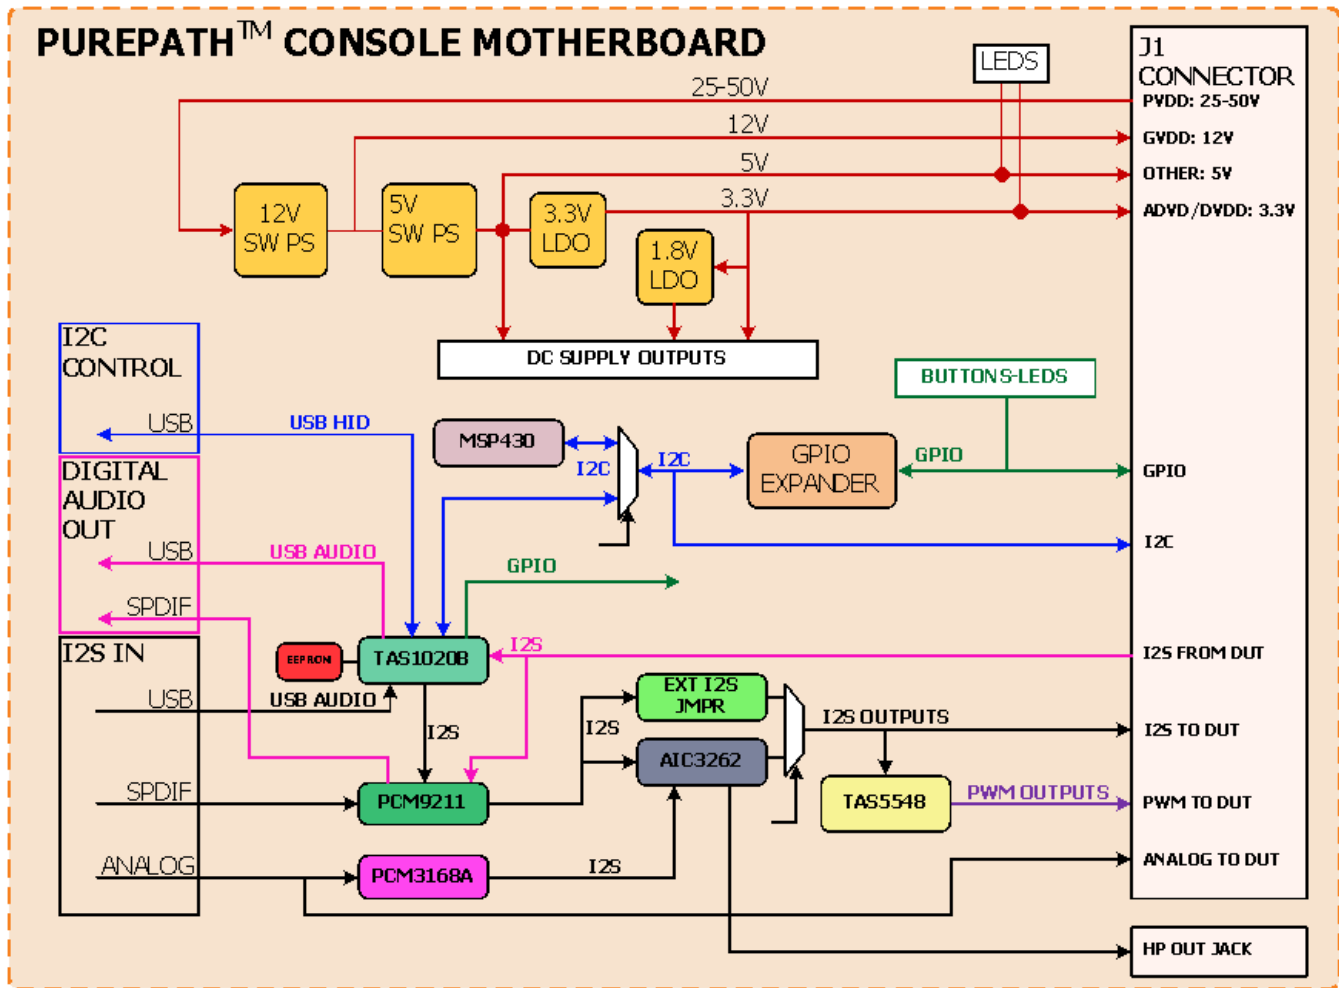 PUREPATH™ CONSOLE MOTHERBOARD
LEDS
J1
CONNECTOR
25-50V
PVDD: 25-50V
12V
GVDD: 12V
5V
OTHER: 5V
3.3V
ADVD/DVDD: 3.3V
12V
SW PS
5V
SW PS
3.3V
LDO
1.8V
LDO
DC SUPPLY OUTPUTS
I2C
CONTROL
USB
USB HID
BUTTONS-LEDS
MSP430
I2C
I2C
GPIO
EXPANDER
GPIO
GPIO
DIGITAL
AUDIO
OUT
USB
USB AUDIO
SPDIF
GPIO
I2C
I2S IN
USB
USB AUDIO
SPDIF
ANALOG
EEPROM
TAS1020B
I2S
I2S FROM DUT
I2S
EXT I2S
JMPR
I2S
I2S OUTPUTS
I2S TO DUT
AIC3262
PCM9211
TAS5548
PWM OUTPUTS
PWM TO DUT
PCM3168A
I2S
ANALOG TO DUT
HP OUT JACK